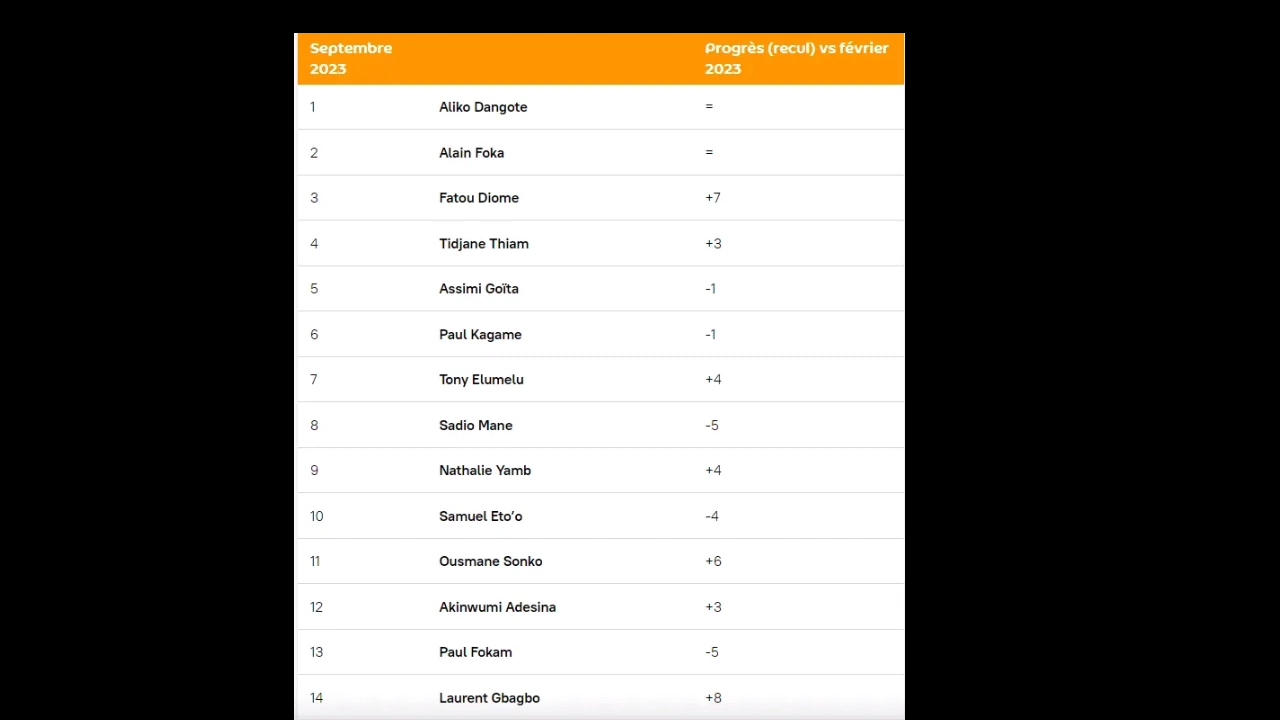 Septembre 2023 Progrès (recul) vs février 2023
1 Aliko Dangote =
2 Alain Foka =
3 Fatou Diome +7
4 Tidjane Thiam +3
5 Assimi Goïta -1
6 Paul Kagame -1
7 Tony Elumelu +4
8 Sadio Mane -5
9 Nathalie Yamb +4
10 Samuel Eto’o -4
11 Ousmane Sonko +6
12 Akinwumi Adesina +3
13 Paul Fokam -5
14 Laurent Gbagbo +8